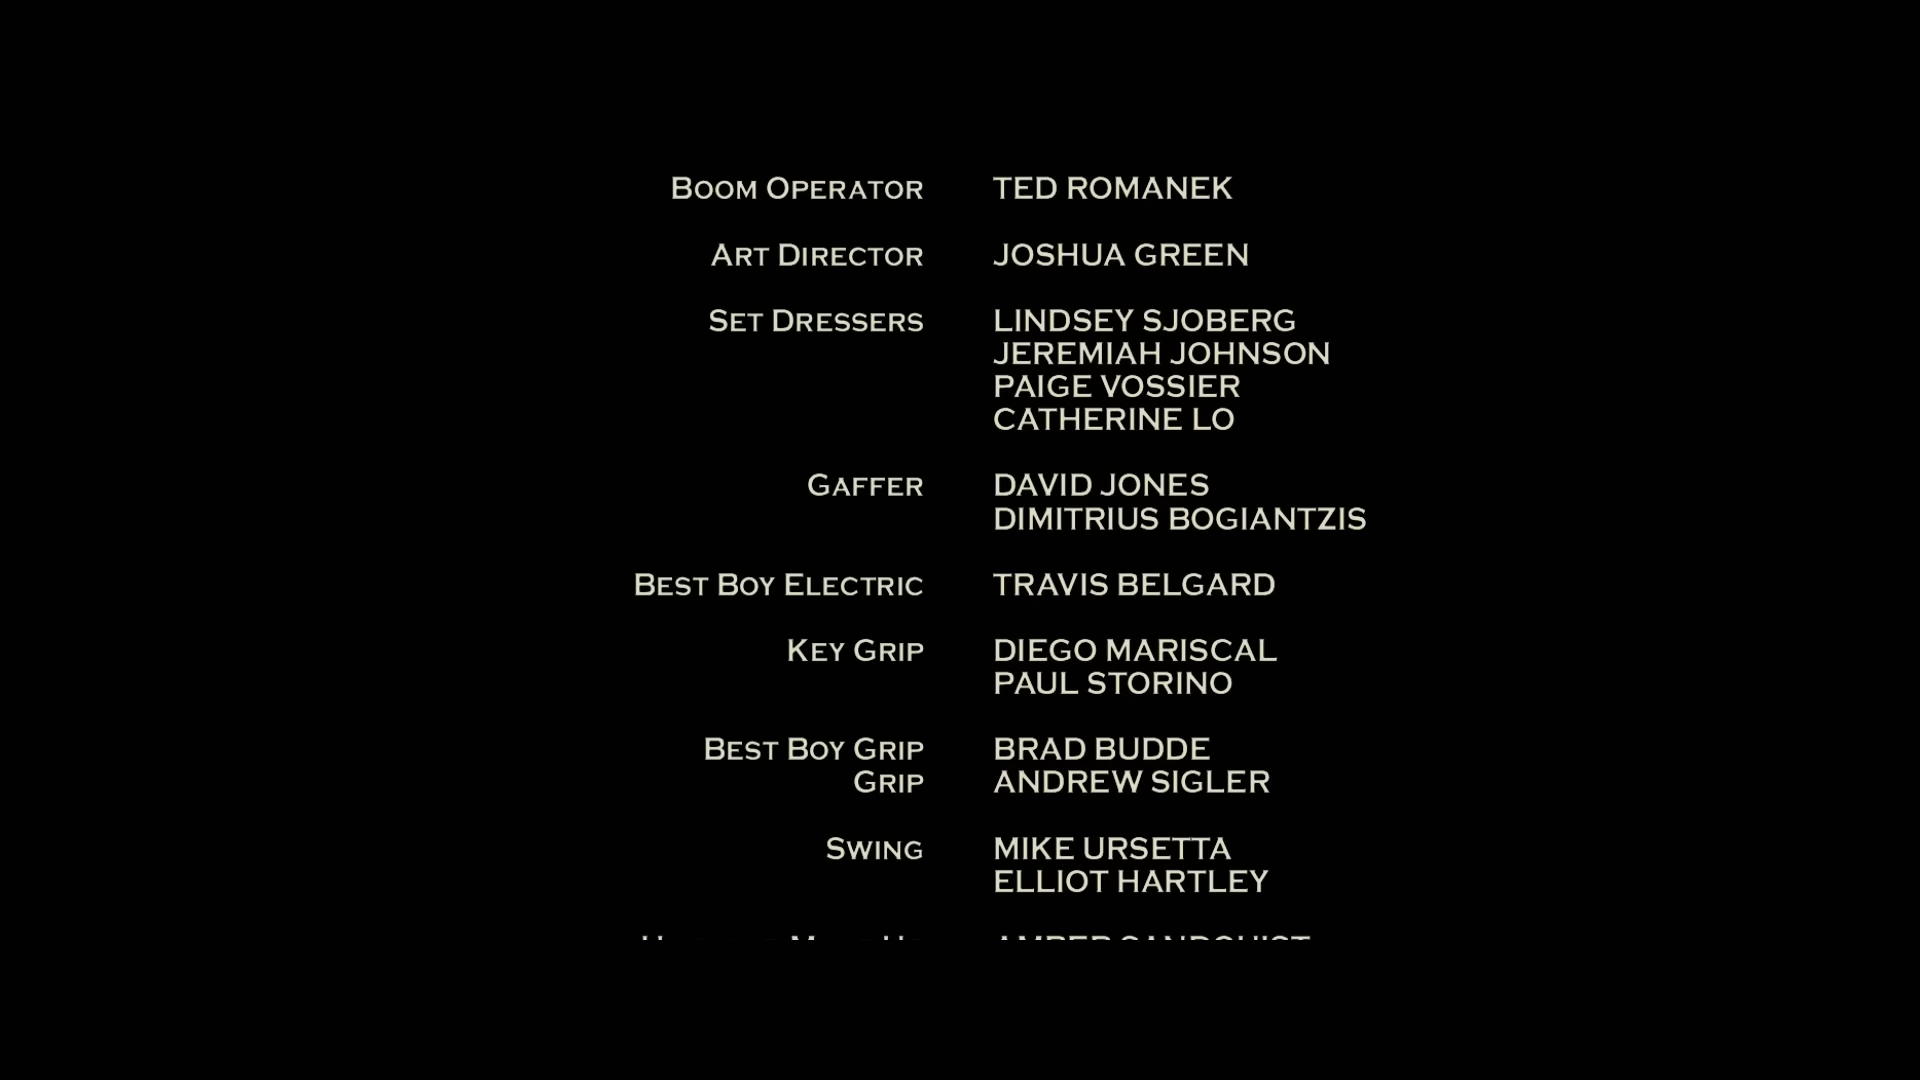 Boom Operator TED ROMANEK
Art Director JOSHUA GREEN
Set Dressers LINDSEY SJOBERG
JEREMIAH JOHNSON
PAIGE VOSSIER
CATHERINE LO
Gaffer DAVID JONES
DIMITRIUS BOGIANTZIS
Best Boy Electric TRAVIS BELGARD
Key Grip DIEGO MARISCAL
PAUL STORINO
Best Boy Grip BRAD BUDDE
Grip ANDREW SIGLER
Swing MIKE URSETTA
ELLIOT HARTLEY